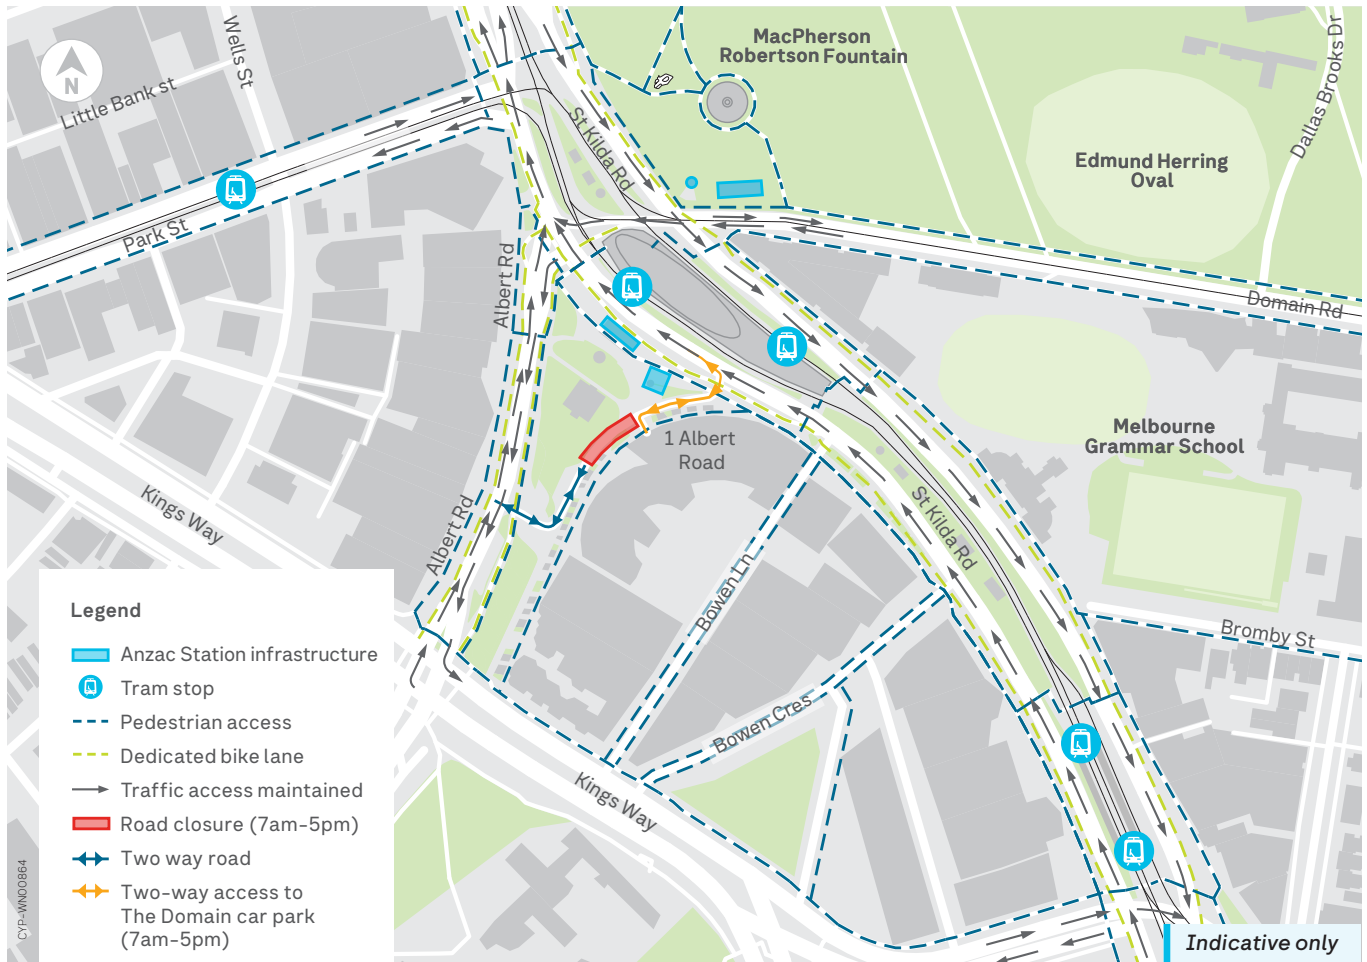 MacPherson
Robertson Fountain
N
Wells St
Little Bank st
St Kilda Rd
Dallas Brooks Dr
Edmund Herring
Oval
Park St
Albert Rd
Domain Rd
Melbourne
Grammar School
1 Albert
Road
Kings Way
Albert Rd
St Kilda Rd
Bowen Ln
Bromby St
Bowen Cres
Kings Way
Legend
Anzac Station infrastructure
Tram stop
Pedestrian access
Dedicated bike lane
Traffic access maintained
Road closure (7am-5pm)
Two way road
Two-way access to
The Domain car park
(7am-5pm)
CYP-WN00864
Indicative only